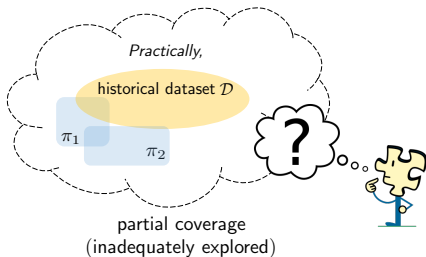 Practically,
historical dataset 𝒟
π₁
π₂
?
partial coverage
(inadequately explored)